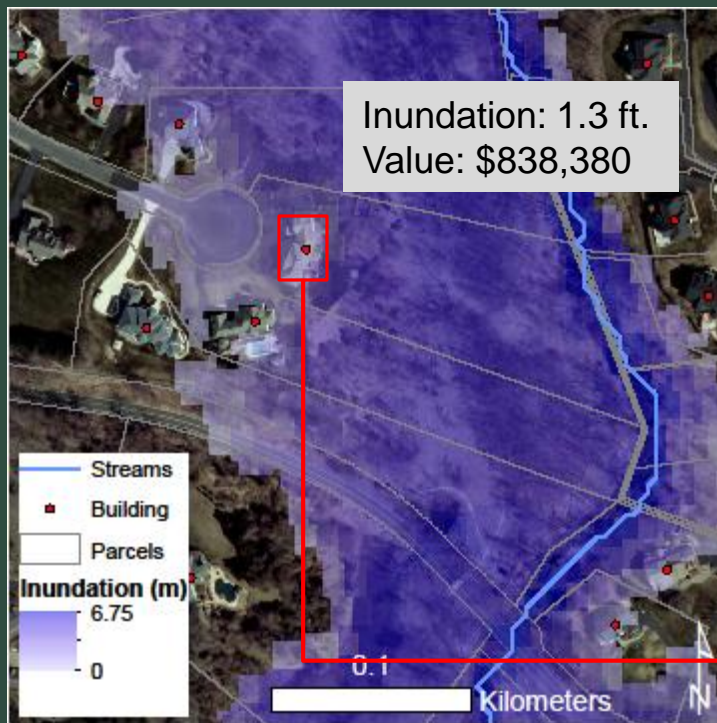 Inundation: 1.3 ft.
Value: $838,380
Streams
Building
Parcels
Inundation (m)
6.75
0
0.1
Kilometers
N